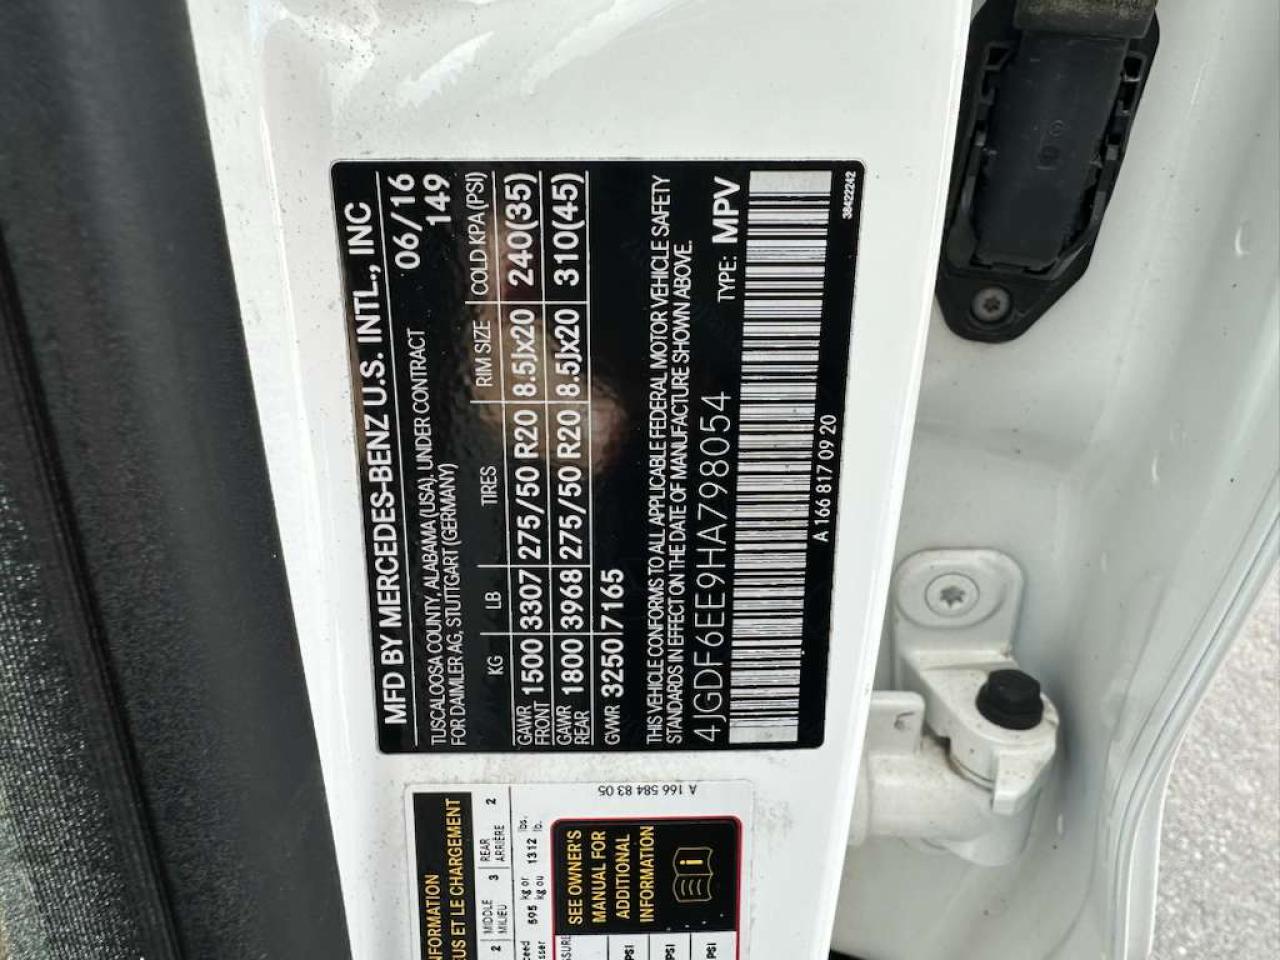 MFD BY MERCEDES-BENZ U.S. INTL., INC
TUSCALOOSA COUNTY, ALABAMA (USA), UNDER CONTRACT 06/16
FOR DAIMLER AG, STUTTGART (GERMANY) 149
KG LB TIRES RIM SIZE COLD KPA (PSI)
GAWR FRONT 1500 3307 275/50 R20 8.5Jx20 240(35)
GAWR REAR 1800 3968 275/50 R20 8.5Jx20 310(45)
GVWR 3250 7165
THIS VEHICLE CONFORMS TO ALL APPLICABLE FEDERAL MOTOR VEHICLE SAFETY
STANDARDS IN EFFECT ON THE DATE OF MANUFACTURE SHOWN ABOVE.
4JGDF6EE9HA798054 TYPE: MPV
A 166 817 09 20
38422242
A 166 584 83 05
US ET LE CHARGEMENT
2 MIDDLE MILIEU 3 REAR ARRIÈRE 2
595 kg or 1312 lbs.
kg ou lb.
SEE OWNER'S
MANUAL FOR
ADDITIONAL
INFORMATION
i
PSI
PSI
PSI